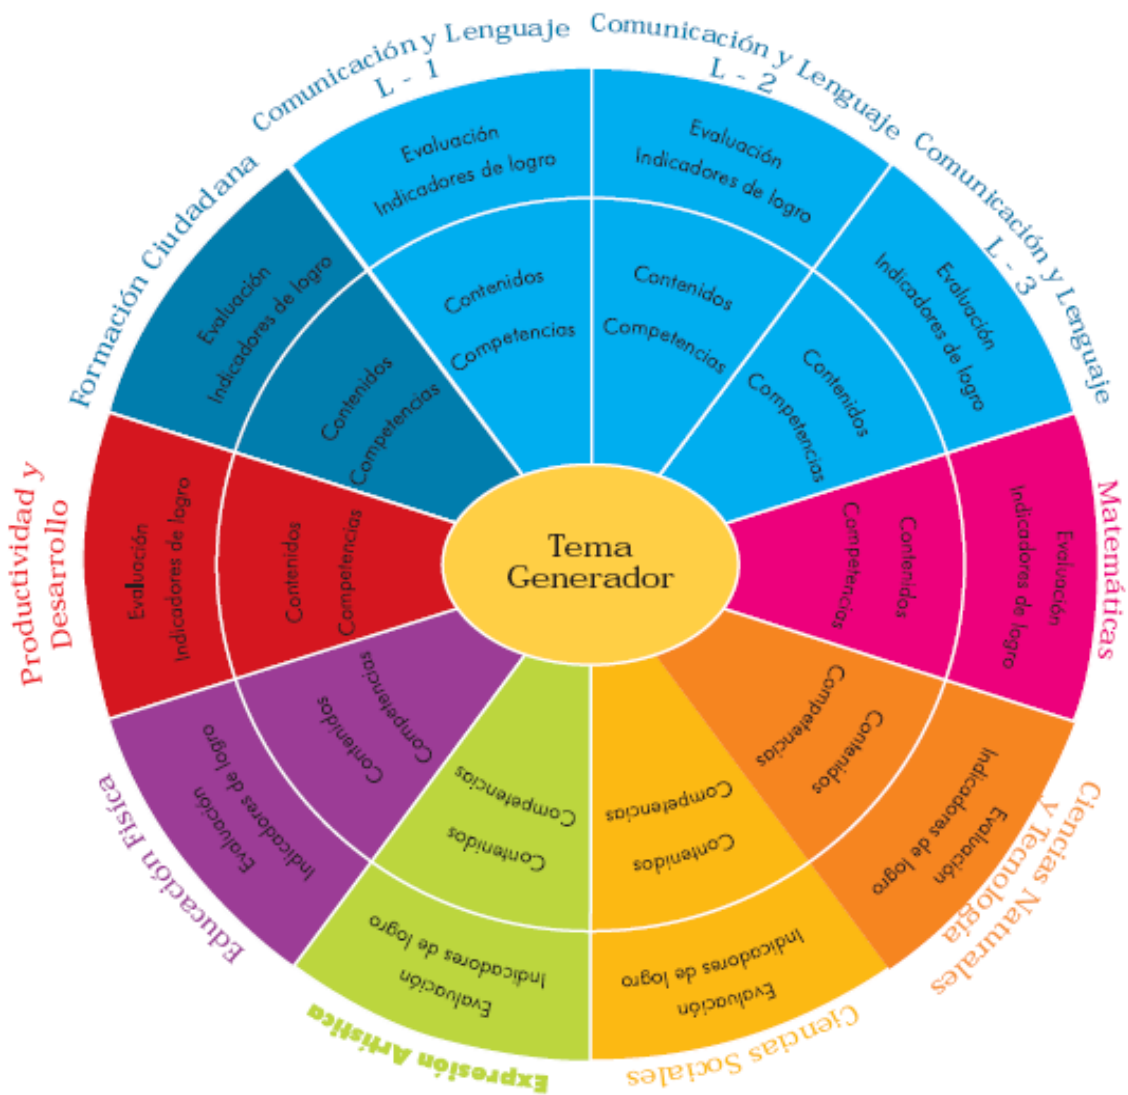 Comunicación y Lenguaje
L - 1
Evaluación
Indicadores de logro
Contenidos
Competencias
Comunicación y Lenguaje
L - 2
Evaluación
Indicadores de logro
Contenidos
Competencias
Comunicación y Lenguaje
L - 3
Evaluación
Indicadores de logro
Contenidos
Competencias
Matemáticas
Evaluación
Indicadores de logro
Contenidos
Competencias
Ciencias Naturales
y Tecnología
Evaluación
Indicadores de logro
Contenidos
Competencias
Ciencias Sociales
Evaluación
Indicadores de logro
Contenidos
Competencias
Expresión Artística
Evaluación
Indicadores de logro
Contenidos
Competencias
Educación Física
Evaluación
Indicadores de logro
Contenidos
Competencias
Productividad y
Desarrollo
Evaluación
Indicadores de logro
Contenidos
Competencias
Formación Ciudadana
Evaluación
Indicadores de logro
Contenidos
Competencias
Tema
Generador